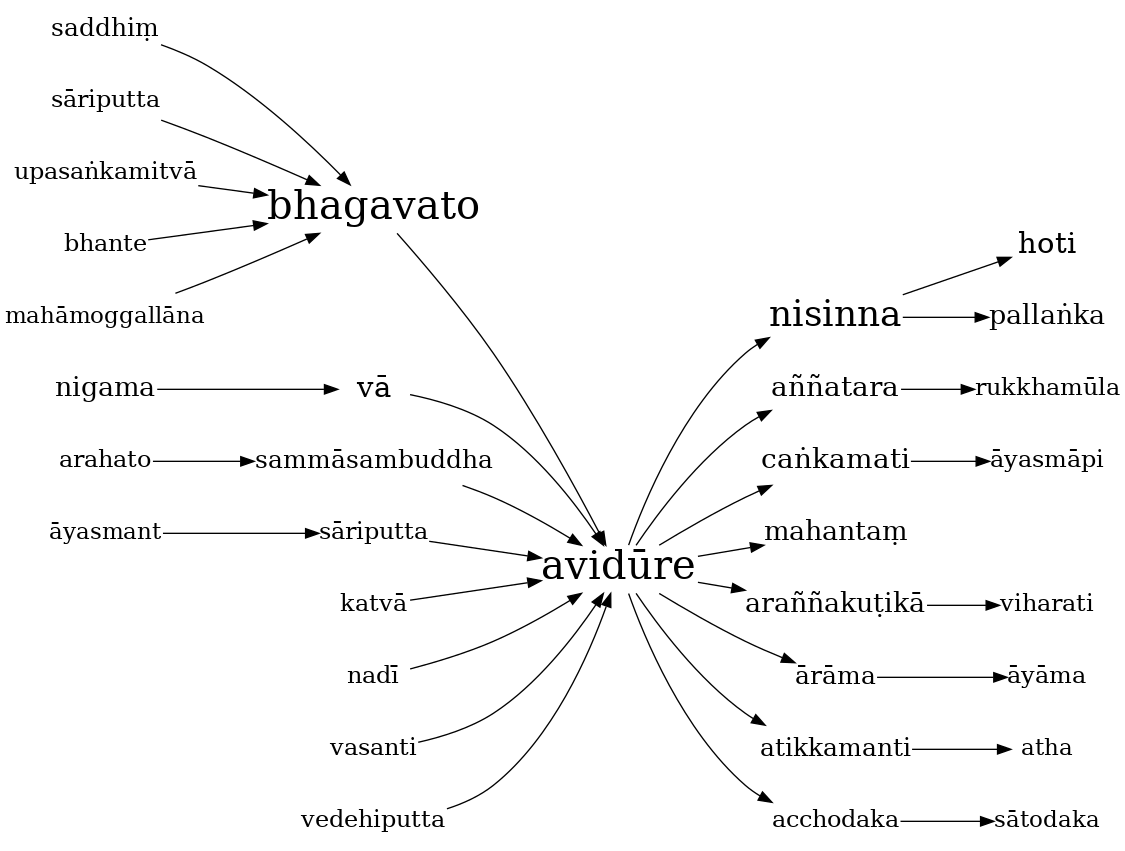 saddhiṃ
sāriputta
upasaṅkamitvā
bhagavato
bhante
hoti
mahāmoggallāna
nisinna
pallaṅka
nigama
vā
aññatara
rukkhamūla
arahato
sammāsambuddha
caṅkamati
āyasmāpi
āyasmant
sāriputta
mahantaṃ
avidūre
katvā
araññakuṭikā
viharati
nadī
ārāma
āyāma
vasanti
atikkamanti
atha
vedehiputta
acchodaka
sātodaka